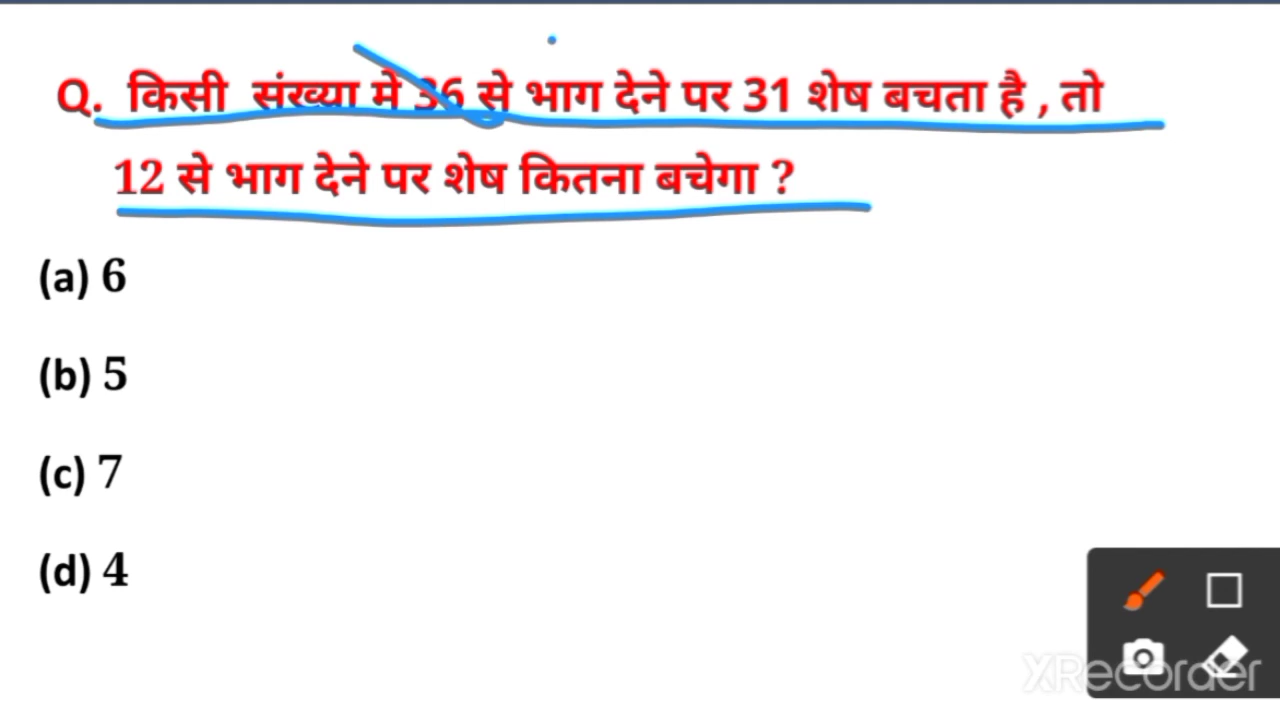 Q. किसी संख्या मे 36 से भाग देने पर 31 शेष बचता है , तो
12 से भाग देने पर शेष कितना बचेगा ?
(a) 6
(b) 5
(c) 7
(d) 4
XRecorder